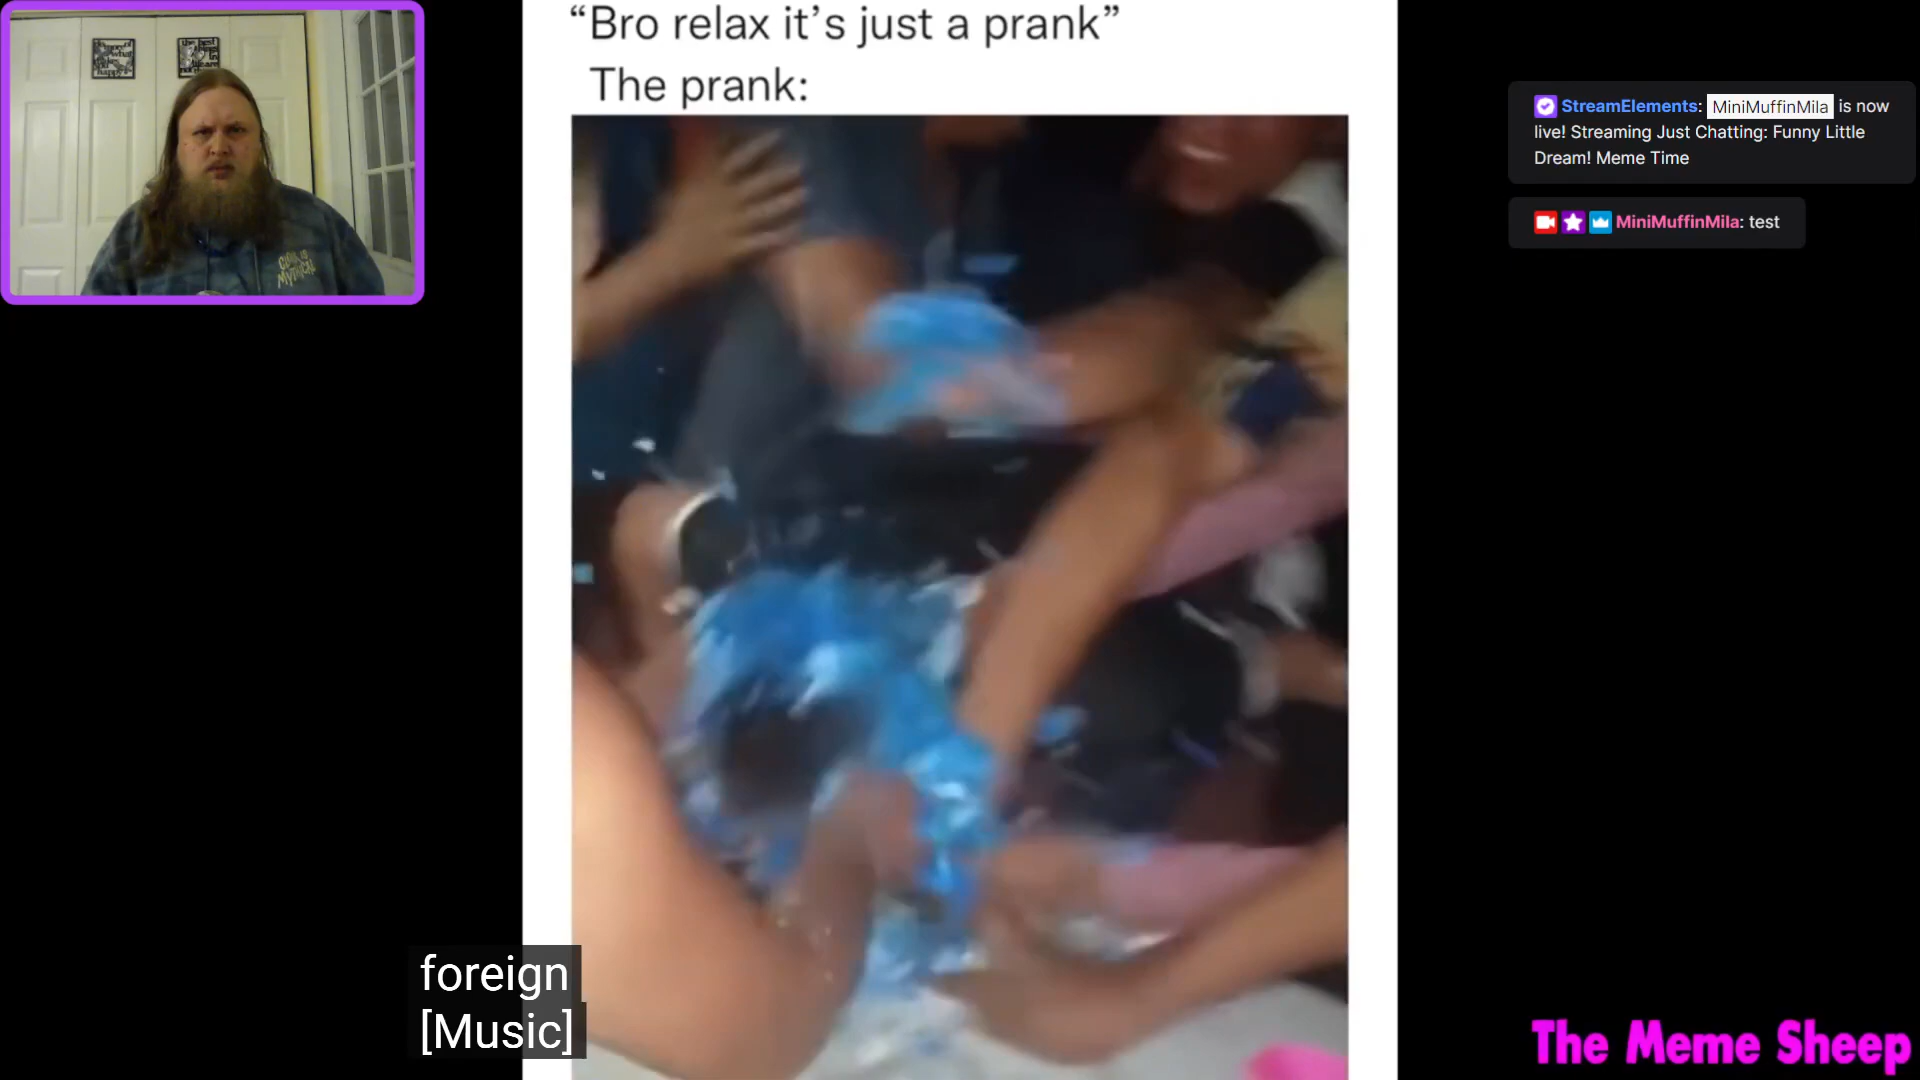 “Bro relax it’s just a prank”
The prank:
StreamElements: MiniMuffinMila is now
live! Streaming Just Chatting: Funny Little
Dream! Meme Time
MiniMuffinMila: test
foreign
[Music]
The Meme Sheep